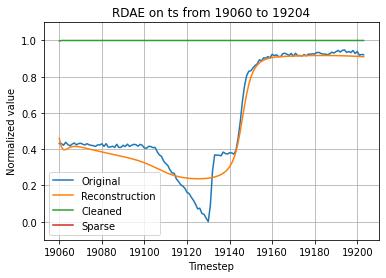 RDAE on ts from 19060 to 19204
Normalized value
1.0
0.8
0.6
0.4
0.2
0.0
Original
Reconstruction
Cleaned
Sparse
19060 19080 19100 19120 19140 19160 19180 19200
Timestep